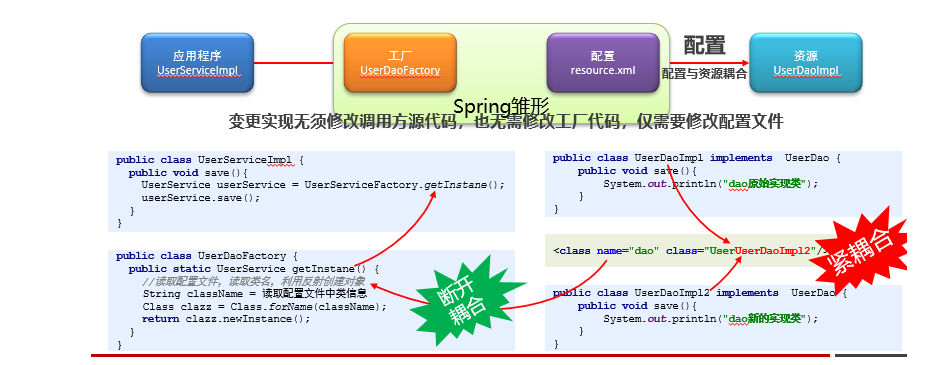 应用程序
UserServiceImpl
工厂
UserDaoFactory
配置
resource.xml
Spring雏形
配置
配置与资源耦合
资源
UserDaoImpl
变更实现无须修改调用方源代码，也无需修改工厂代码，仅需要修改配置文件
public class UserServiceImpl {
public void save(){
UserService userService = UserServiceFactory.getInstane();
userService.save();
}
}
public class UserDaoFactory {
public static UserService getInstane() {
//读取配置文件，读取类名，利用反射创建对象
String className = 读取配置文件中类信息
Class clazz = Class.forName(className);
return clazz.newInstance();
}
}
断开
耦合
public class UserDaoImpl implements UserDao {
public void save(){
System.out.println("dao原始实现类");
}
}
<class name="dao" class="UserUserDaoImpl2"/>
紧耦合
public class UserDaoImpl2 implements UserDao {
public void save(){
System.out.println("dao新的实现类");
}
}